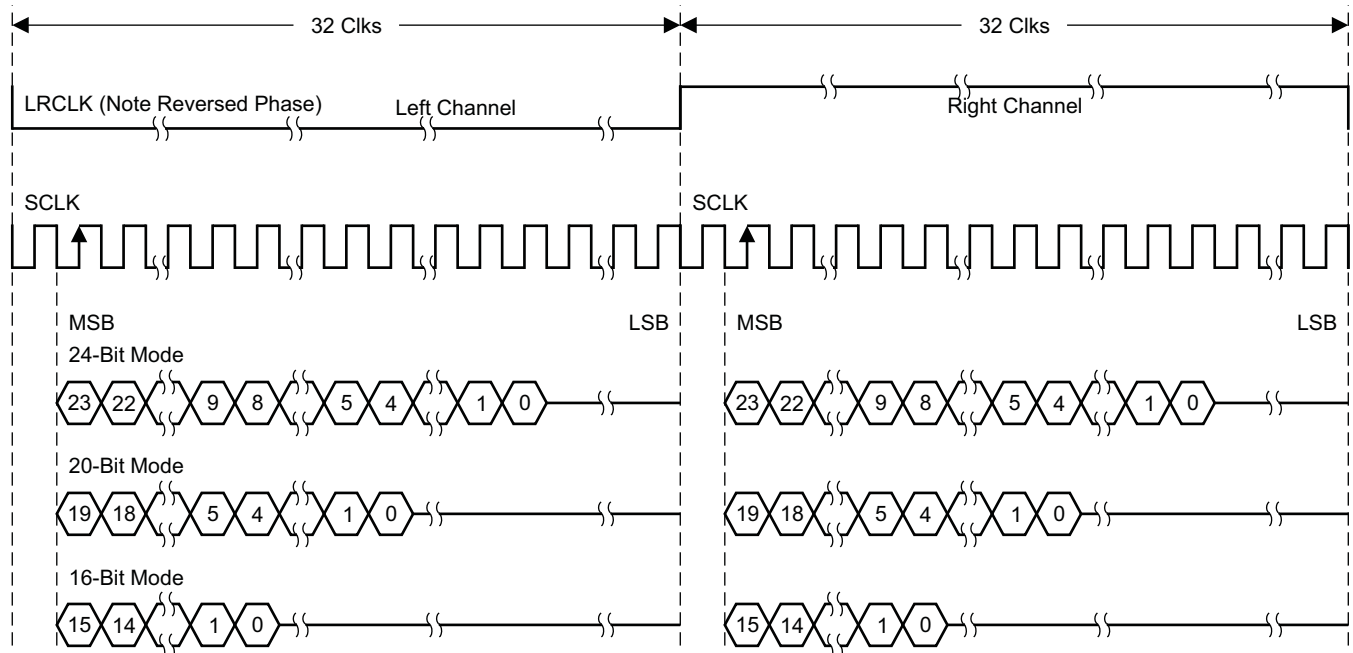 32 Clks 32 Clks
LRCLK (Note Reversed Phase) Left Channel Right Channel
SCLK SCLK
MSB LSB MSB LSB
24-Bit Mode
23 22 9 8 5 4 1 0 23 22 9 8 5 4 1 0
20-Bit Mode
19 18 5 4 1 0 19 18 5 4 1 0
16-Bit Mode
15 14 1 0 15 14 1 0